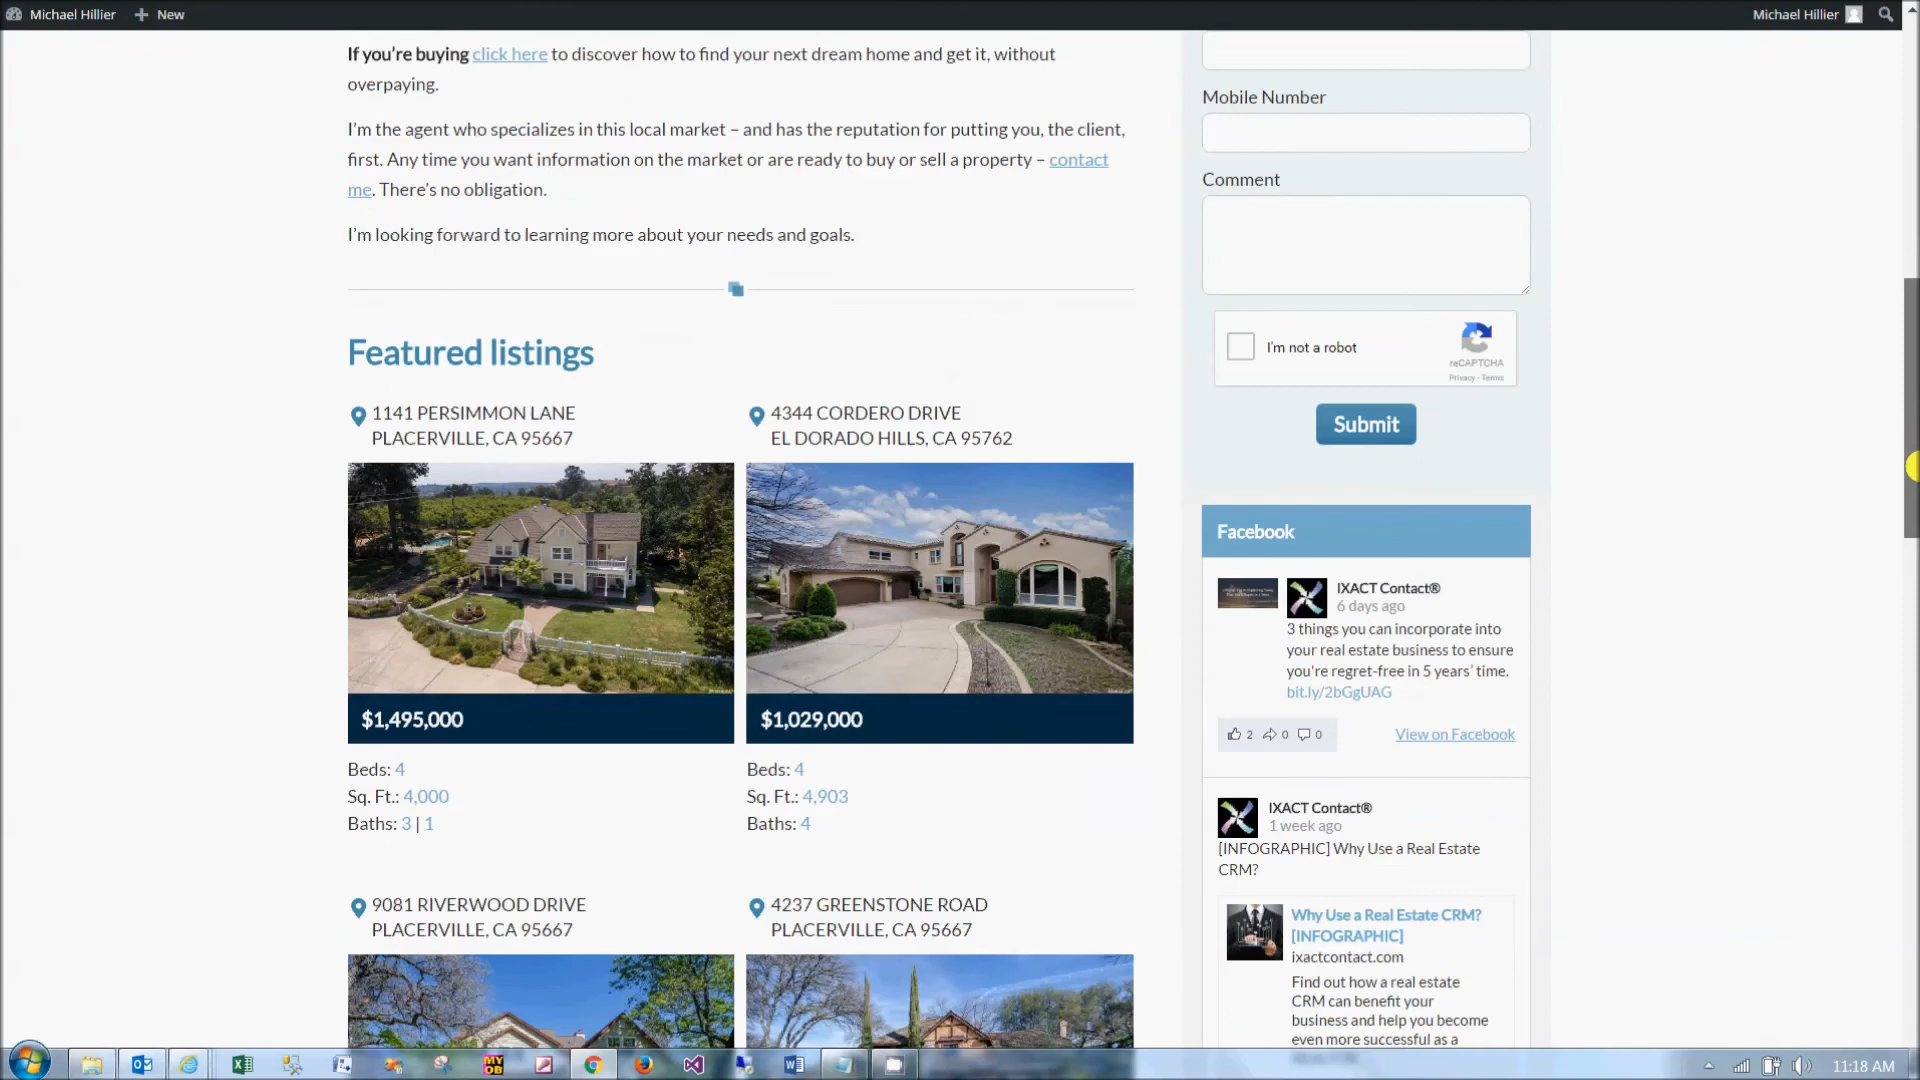 Michael Hillier
New
Michael Hillier
If you're buying click here to discover how to find your next dream home and get it, without
overpaying.
I'm the agent who specializes in this local market – and has the reputation for putting you, the client,
first. Any time you want information on the market or are ready to buy or sell a property – contact
me. There's no obligation.
I'm looking forward to learning more about your needs and goals.
Featured listings
1141 PERSIMMON LANE
PLACERVILLE, CA 95667
$1,495,000
Beds: 4
Sq. Ft.: 4,000
Baths: 3 | 1
4344 CORDERO DRIVE
EL DORADO HILLS, CA 95762
$1,029,000
Beds: 4
Sq. Ft.: 4,903
Baths: 4
9081 RIVERWOOD DRIVE
PLACERVILLE, CA 95667
4237 GREENSTONE ROAD
PLACERVILLE, CA 95667
Mobile Number
Comment
I'm not a robot
reCAPTCHA
Privacy - Terms
Submit
Facebook
IXACT Contact®
6 days ago
3 things you can incorporate into
your real estate business to ensure
you're regret-free in 5 years' time.
bit.ly/2bGgUAG
2 0 0
View on Facebook
IXACT Contact®
1 week ago
[INFOGRAPHIC] Why Use a Real Estate
CRM?
Why Use a Real Estate CRM?
[INFOGRAPHIC]
ixactcontact.com
Find out how a real estate
CRM can benefit your
business and help you become
even more successful as a
MY
OB
11:18 AM